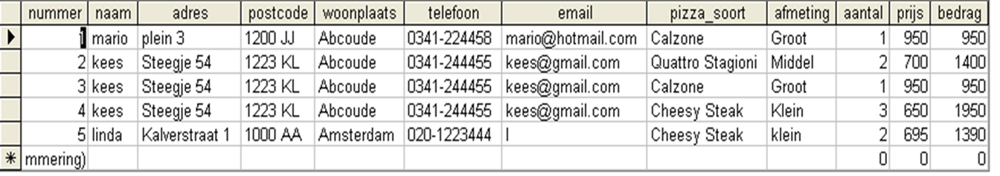 nummer naam adres postcode woonplaats telefoon email pizza_soort afmeting aantal prijs bedrag
1 mario plein 3 1200 JJ Abcoude 0341-224458 mario@hotmail.com Calzone Groot 1 950 950
2 kees Steegje 54 1223 KL Abcoude 0341-244455 kees@gmail.com Quattro Stagioni Middel 2 700 1400
3 kees Steegje 54 1223 KL Abcoude 0341-244455 kees@gmail.com Calzone Groot 1 950 950
4 kees Steegje 54 1223 KL Abcoude 0341-244455 kees@gmail.com Cheesy Steak Klein 3 650 1950
5 linda Kalverstraat 1 1000 AA Amsterdam 020-1223444 l Cheesy Steak klein 2 695 1390
mmering) 0 0 0